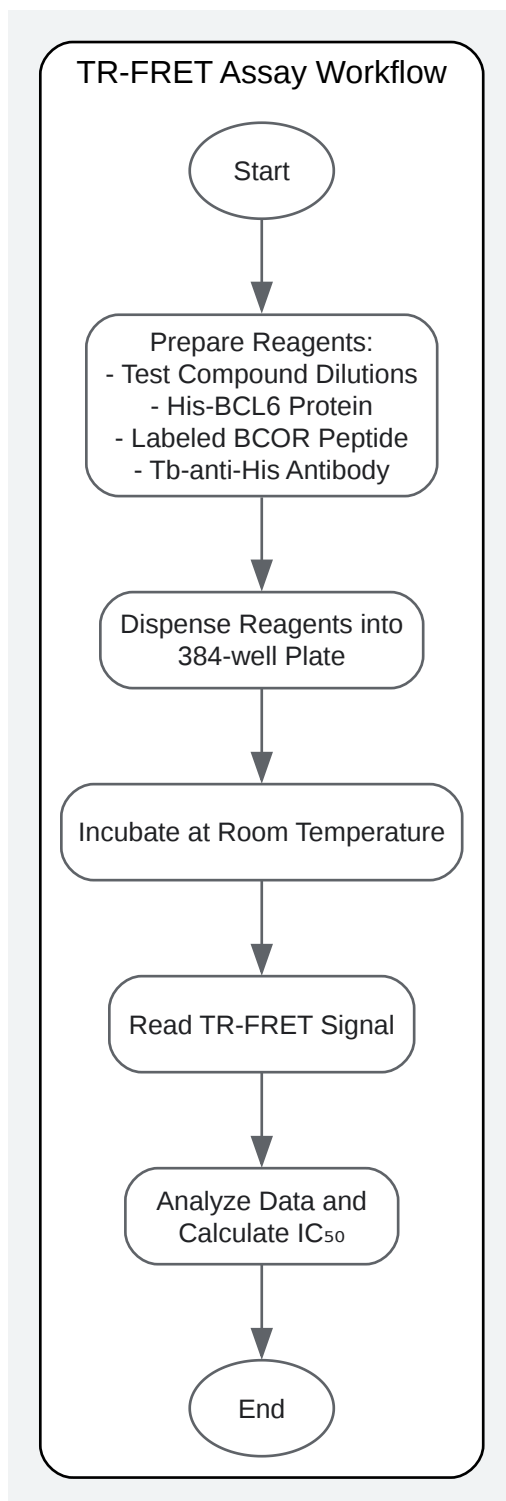 TR-FRET Assay Workflow
Start
Prepare Reagents:
- Test Compound Dilutions
- His-BCL6 Protein
- Labeled BCOR Peptide
- Tb-anti-His Antibody
Dispense Reagents into
384-well Plate
Incubate at Room Temperature
Read TR-FRET Signal
Analyze Data and
Calculate IC₅₀
End